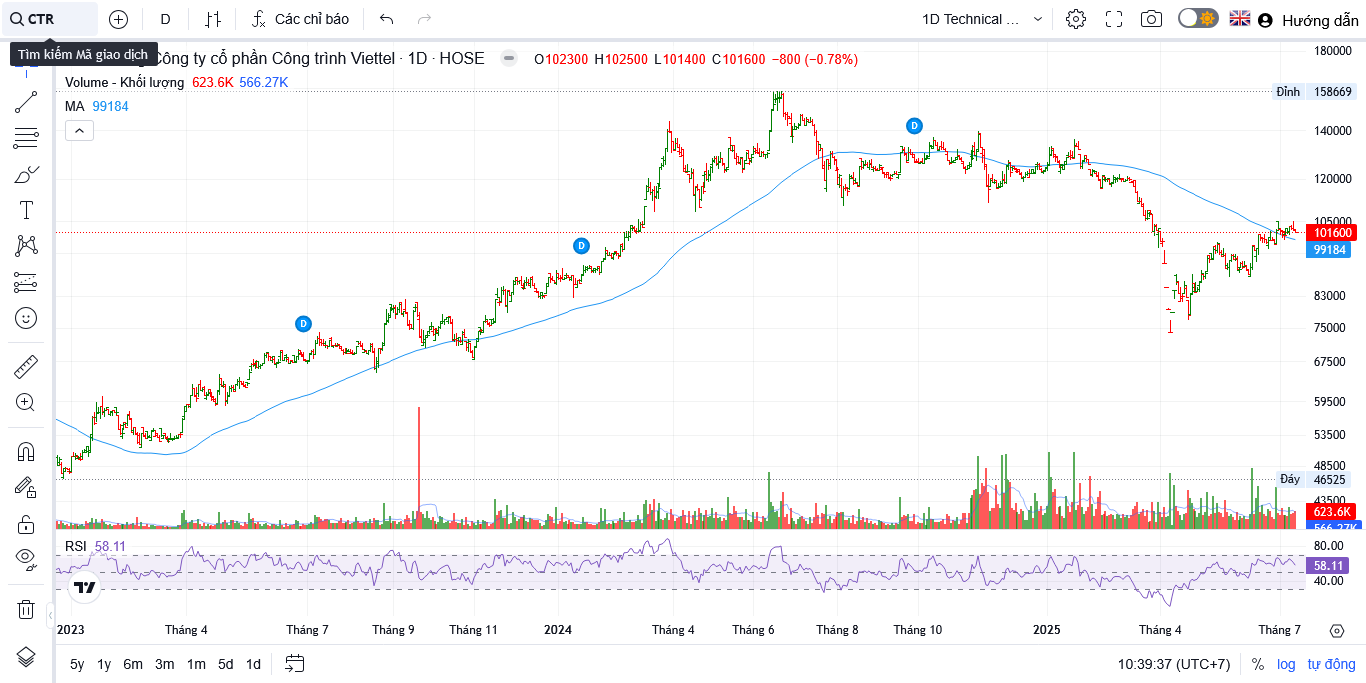 CTR
D
Các chỉ báo
1D Technical ...
Hướng dẫn
Tìm kiếm Mã giao dịch
Công ty cổ phần Công trình Viettel · 1D · HOSE
O102300 H102500 L101400 C101600 −800 (−0.78%)
Volume - Khối lượng 623.6K 566.27K
MA 99184
180000
Đỉnh 158669
140000
120000
105000
101600
99184
83000
75000
67500
59500
53500
48500
Đáy 46525
43500
623.6K
566.27K
D
D
D
RSI 58.11
80.00
58.11
40.00
2023 Tháng 4 Tháng 7 Tháng 9 Tháng 11 2024 Tháng 4 Tháng 6 Tháng 8 Tháng 10 2025 Tháng 4 Tháng 7
5y 1y 6m 3m 1m 5d 1d
10:39:37 (UTC+7) % log tự động